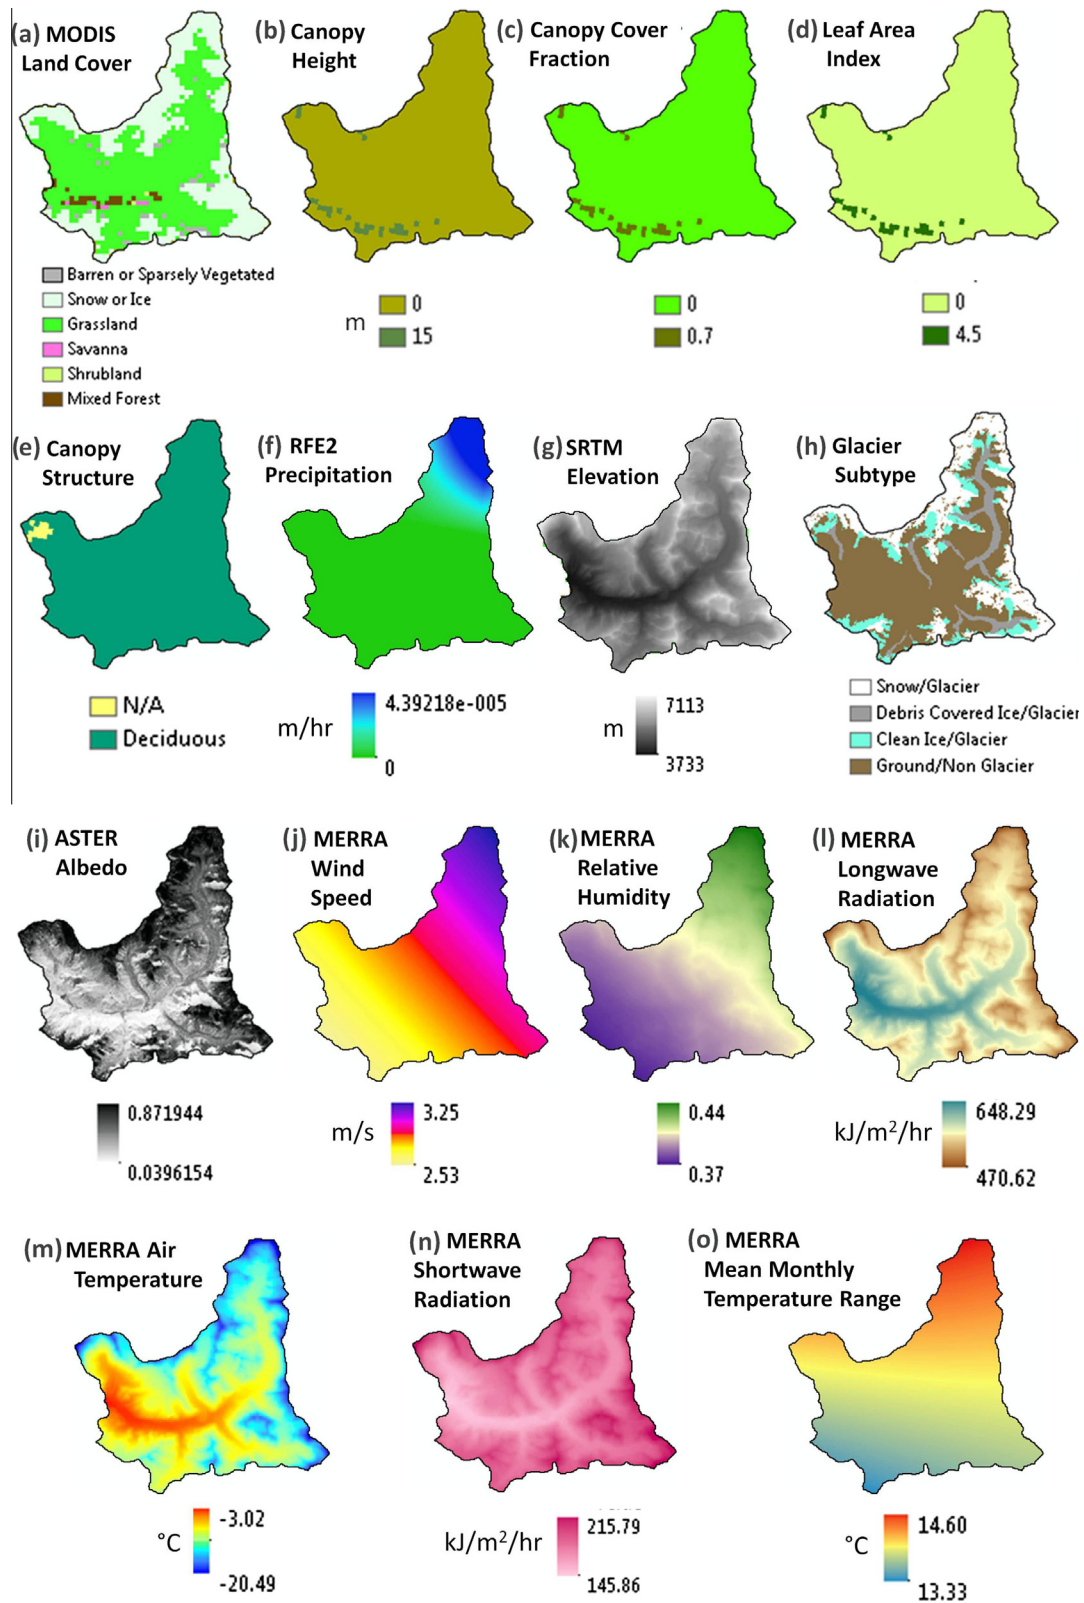 (a) MODIS
Land Cover
(b) Canopy
Height
(c) Canopy Cover
Fraction
(d) Leaf Area
Index
Barren or Sparsely Vegetated
Snow or Ice
Grassland
Savanna
Shrubland
Mixed Forest
m
0
15
0
0.7
0
4.5
(e) Canopy
Structure
(f) RFE2
Precipitation
(g) SRTM
Elevation
(h) Glacier
Subtype
N/A
Deciduous
m/hr
4.39218e-005
0
m
7113
3733
Snow/Glacier
Debris Covered Ice/Glacier
Clean Ice/Glacier
Ground/Non Glacier
(i) ASTER
Albedo
(j) MERRA
Wind
Speed
(k) MERRA
Relative
Humidity
(l) MERRA
Longwave
Radiation
0.871944
0.0396154
m/s
3.25
2.53
0.44
0.37
kJ/m²/hr
648.29
470.62
(m) MERRA Air
Temperature
(n) MERRA
Shortwave
Radiation
(o) MERRA
Mean Monthly
Temperature Range
°C
-3.02
-20.49
kJ/m²/hr
215.79
145.86
°C
14.60
13.33